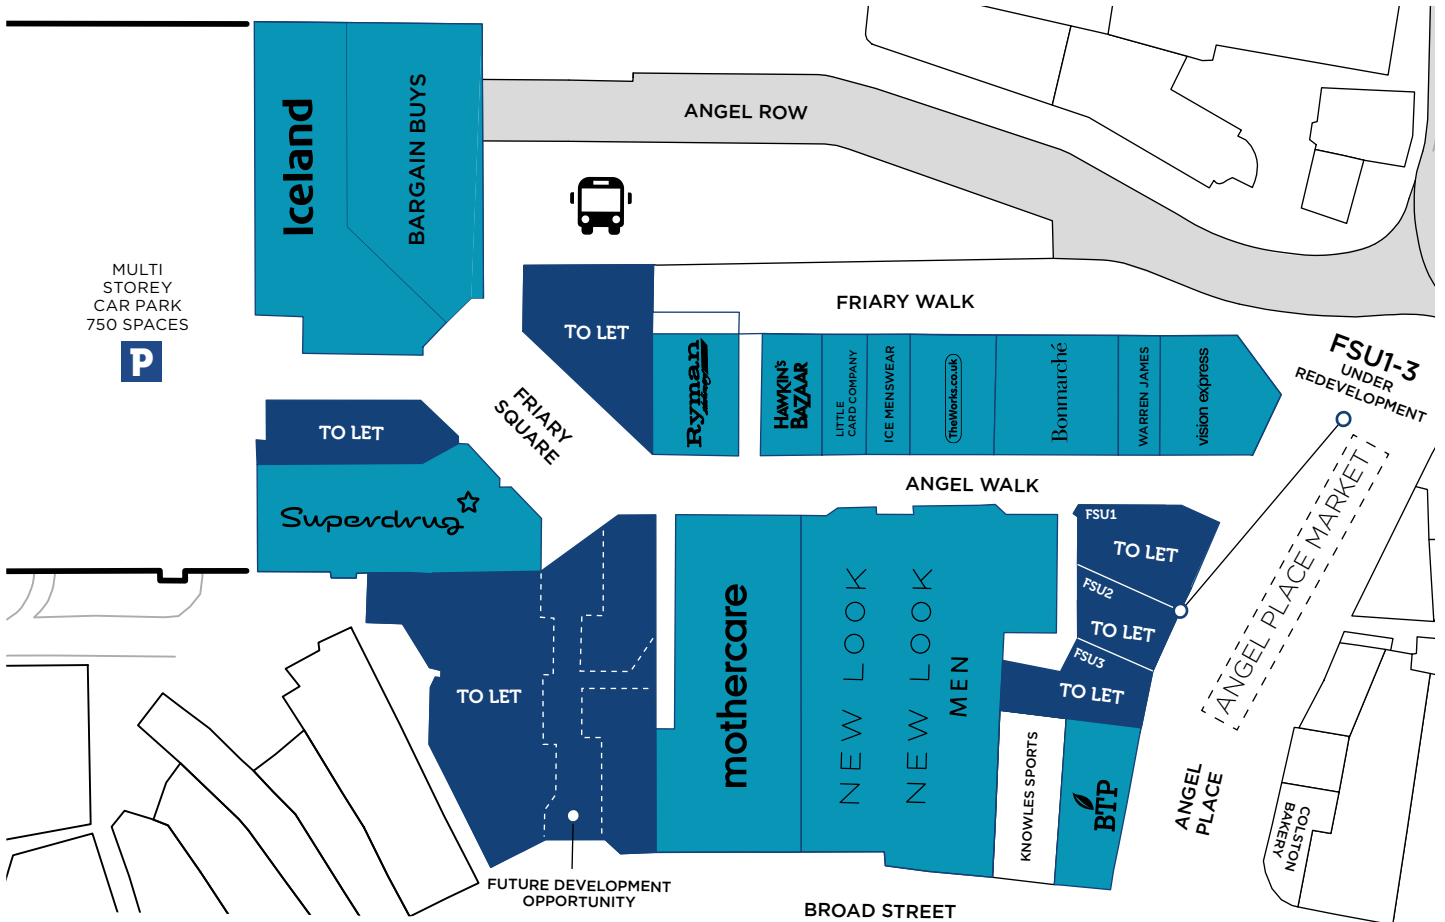 Iceland
BARGAIN BUYS
ANGEL ROW
MULTI
STOREY
CAR PARK
750 SPACES
P
TO LET
FRIARY WALK
FRIARY
SQUARE
Ryman
HAWKIN'S
BAZAAR
LITTLE
CARD COMPANY
ICE MENSWEAR
TheWorks.co.uk
Bonmarché
WARREN JAMES
vision express
FSU1-3
UNDER
REDEVELOPMENT
TO LET
Superdrug
ANGEL WALK
FSU1
TO LET
FSU2
TO LET
FSU3
TO LET
ANGEL PLACE MARKET
TO LET
mothercare
NEW LOOK
NEW LOOK
MEN
KNOWLES SPORTS
BTP
ANGEL
PLACE
COLSTON
BAKERY
FUTURE DEVELOPMENT
OPPORTUNITY
BROAD STREET